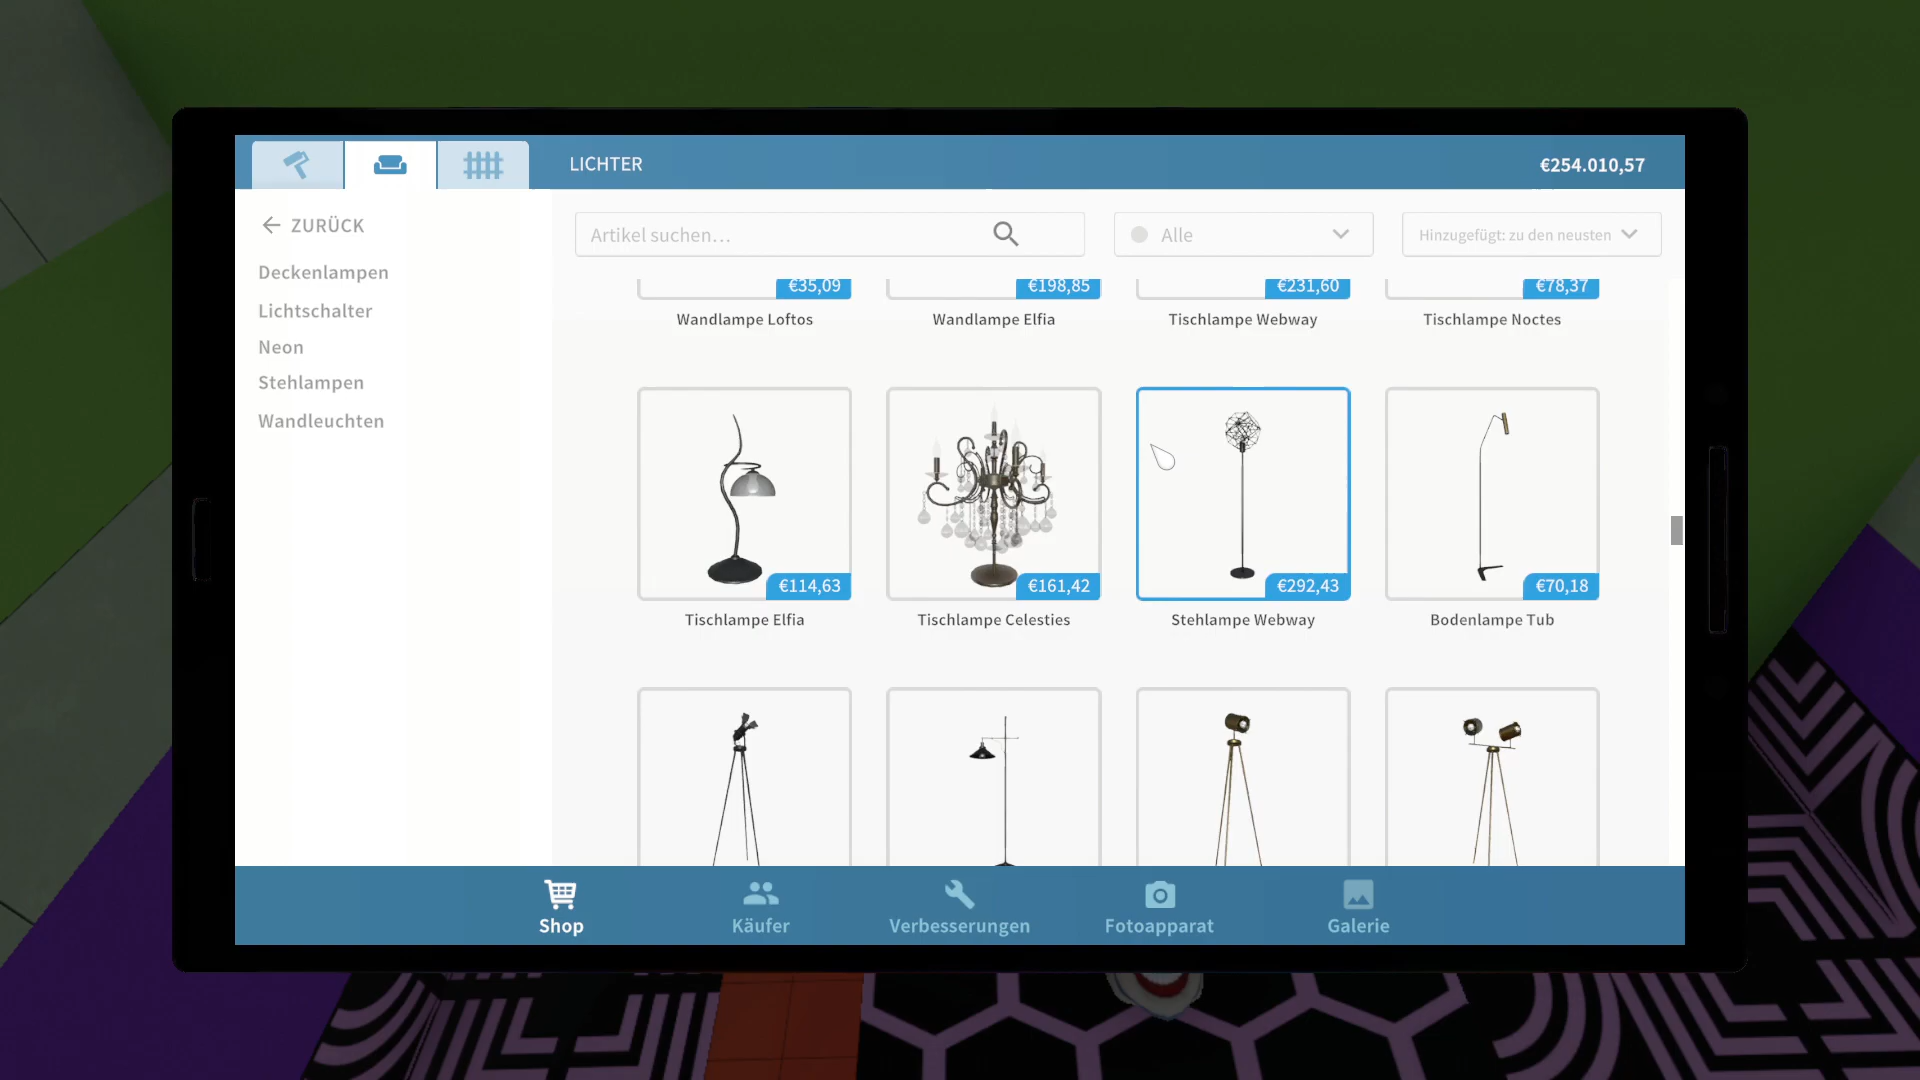 LICHTER
€254.010,57
ZURÜCK
Artikel suchen...
Alle
Hinzugefügt: zu den neusten
Deckenlampen
Lichtschalter
Neon
Stehlampen
Wandleuchten
€35,09
€198,85
€231,60
€78,37
Wandlampe Loftos
Wandlampe Elfia
Tischlampe Webway
Tischlampe Noctes
€114,63
€161,42
€292,43
€70,18
Tischlampe Elfia
Tischlampe Celesties
Stehlampe Webway
Bodenlampe Tub
Shop
Käufer
Verbesserungen
Fotoapparat
Galerie